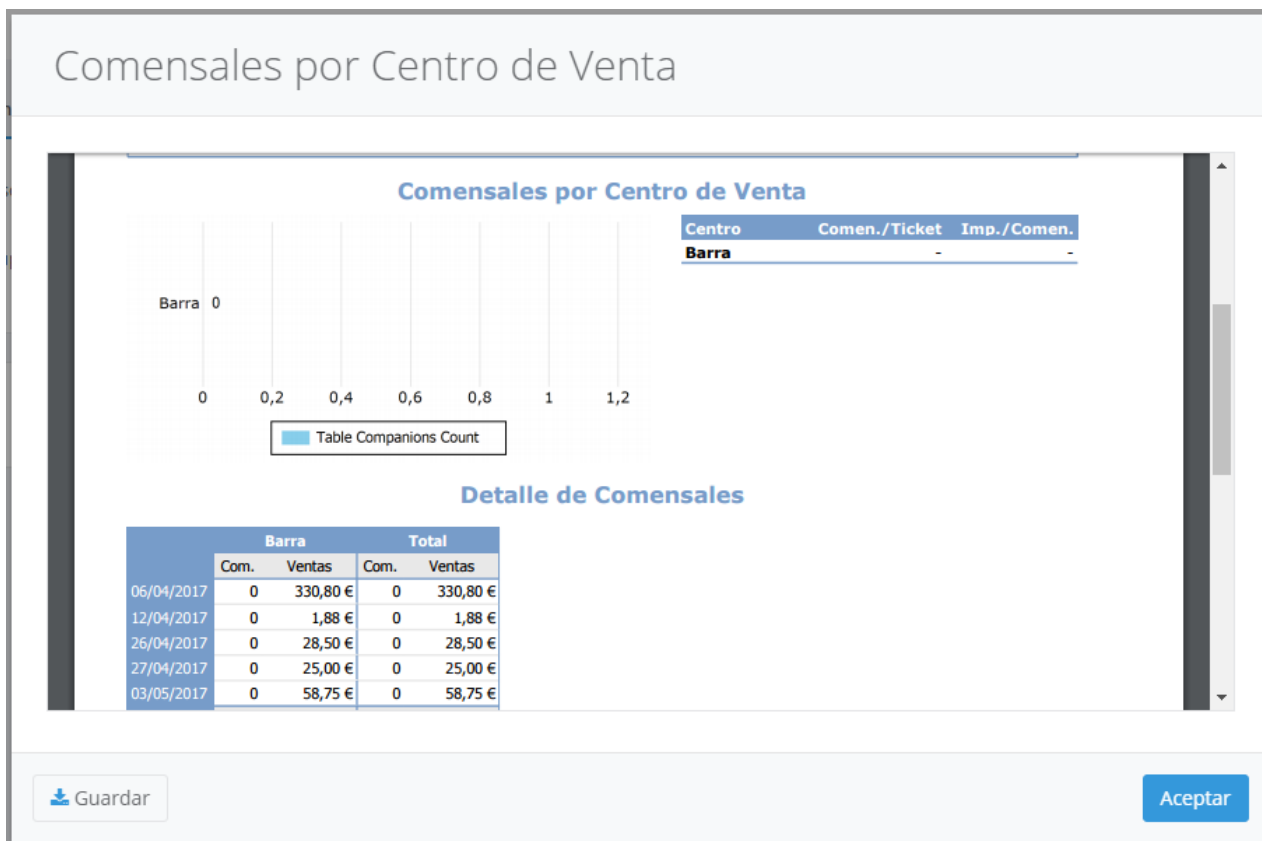 Comensales por Centro de Venta
Comensales por Centro de Venta
Centro Comen./Ticket Imp./Comen.
Barra - -
Barra 0
0 0,2 0,4 0,6 0,8 1 1,2
Table Companions Count
Detalle de Comensales
Barra Total
Com. Ventas Com. Ventas
06/04/2017 0 330,80 € 0 330,80 €
12/04/2017 0 1,88 € 0 1,88 €
26/04/2017 0 28,50 € 0 28,50 €
27/04/2017 0 25,00 € 0 25,00 €
03/05/2017 0 58,75 € 0 58,75 €
Guardar
Aceptar